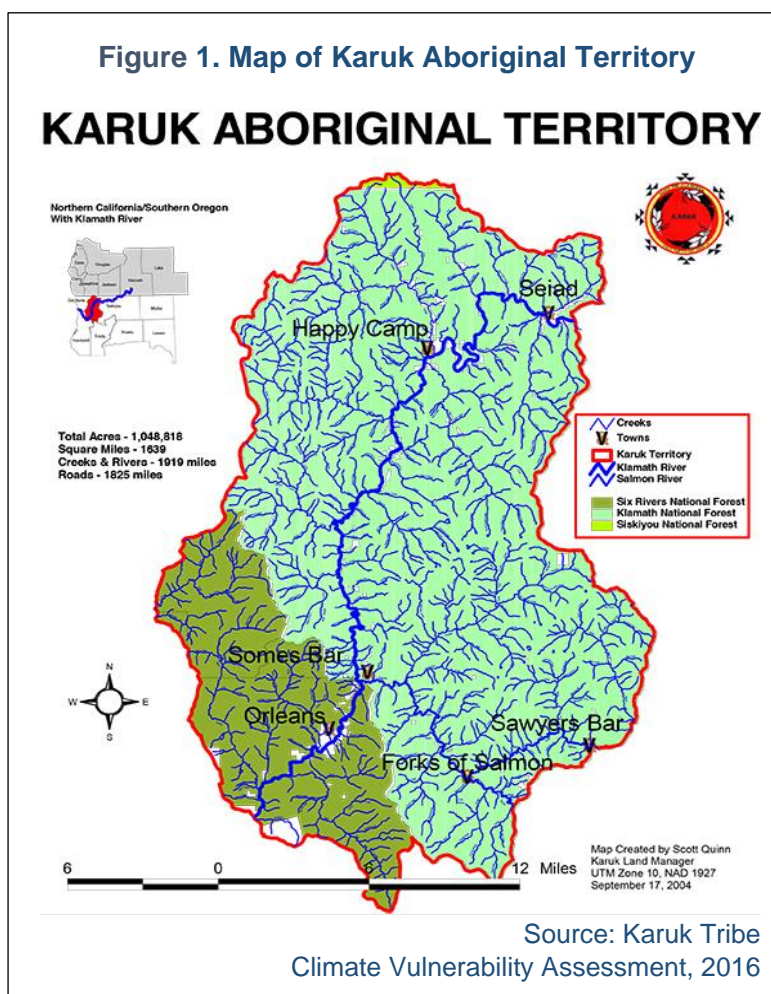 Figure 1. Map of Karuk Aboriginal Territory
KARUK ABORIGINAL TERRITORY
Northern California/Southern Oregon
With Klamath River
KARUK
Seiad
Happy Camp
Total Acres - 1,048,818
Square Miles - 1639
Creeks & Rivers - 1919 miles
Roads - 1825 miles
Creeks
Towns
Karuk Territory
Klamath River
Salmon River
Six Rivers National Forest
Klamath National Forest
Siskiyou National Forest
Somes Bar
N
W
E
S
Orleans
Sawyers Bar
Forks of Salmon
Map Created by Scott Quinn
Karuk Land Manager
UTM Zone 10, NAD 1927
September 17, 2004
6 0 6 12 Miles
Source: Karuk Tribe
Climate Vulnerability Assessment, 2016